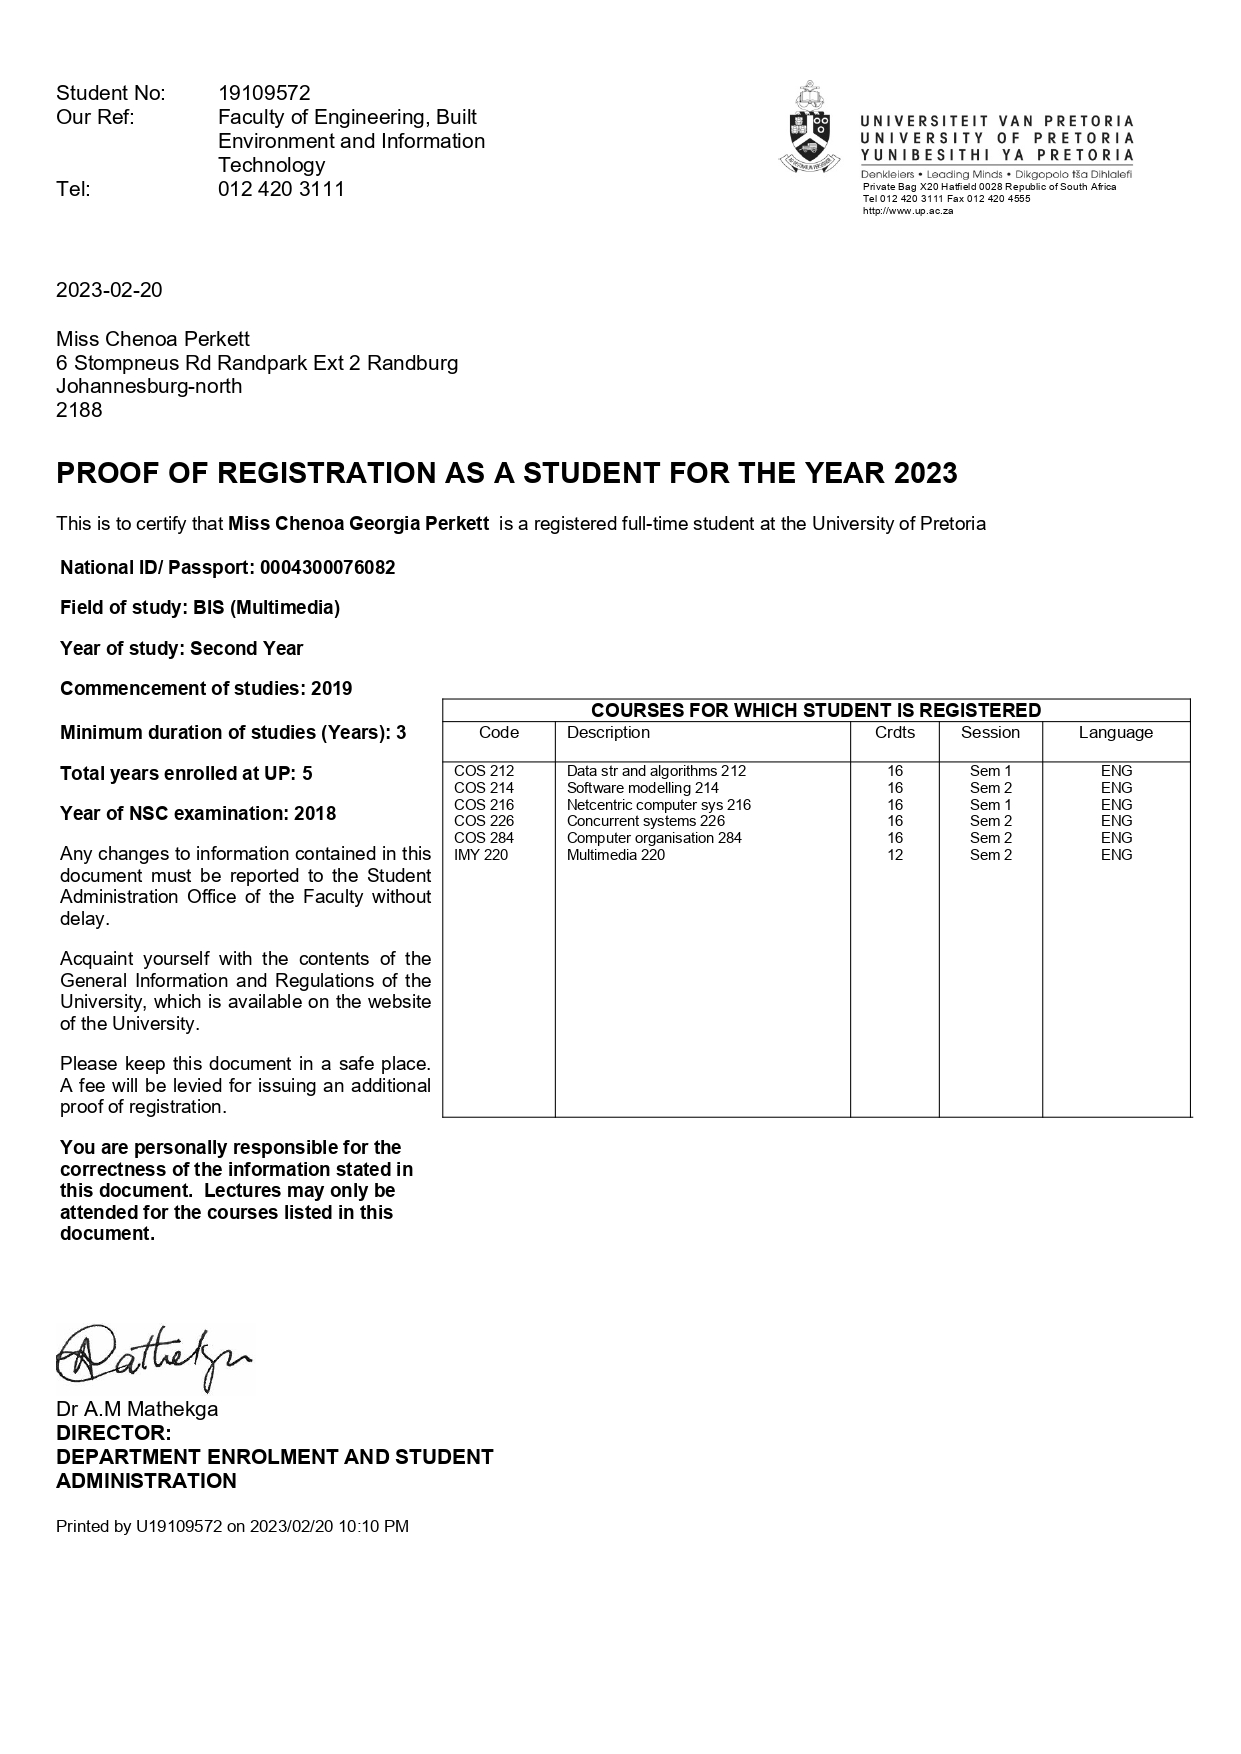 Student No: 19109572
Our Ref: Faculty of Engineering, Built
Environment and Information
Technology
Tel: 012 420 3111
UNIVERSITEIT VAN PRETORIA
UNIVERSITY OF PRETORIA
YUNIBESITHI YA PRETORIA
Denkleiers • Leading Minds • Dikgopolo tša Dihlalefi
Private Bag X20 Hatfield 0028 Republic of South Africa
Tel 012 420 3111 Fax 012 420 4555
http://www.up.ac.za
2023-02-20
Miss Chenoa Perkett
6 Stompneus Rd Randpark Ext 2 Randburg
Johannesburg-north
2188
PROOF OF REGISTRATION AS A STUDENT FOR THE YEAR 2023
This is to certify that Miss Chenoa Georgia Perkett is a registered full-time student at the University of Pretoria
National ID/ Passport: 0004300076082
Field of study: BIS (Multimedia)
Year of study: Second Year
Commencement of studies: 2019
Minimum duration of studies (Years): 3
Total years enrolled at UP: 5
Year of NSC examination: 2018
Any changes to information contained in this
document must be reported to the Student
Administration Office of the Faculty without
delay.
Acquaint yourself with the contents of the
General Information and Regulations of the
University, which is available on the website
of the University.
Please keep this document in a safe place.
A fee will be levied for issuing an additional
proof of registration.
You are personally responsible for the
correctness of the information stated in
this document. Lectures may only be
attended for the courses listed in this
document.
COURSES FOR WHICH STUDENT IS REGISTERED
Code Description Crdts Session Language
COS 212 Data str and algorithms 212 16 Sem 1 ENG
COS 214 Software modelling 214 16 Sem 2 ENG
COS 216 Netcentric computer sys 216 16 Sem 1 ENG
COS 226 Concurrent systems 226 16 Sem 2 ENG
COS 284 Computer organisation 284 16 Sem 2 ENG
IMY 220 Multimedia 220 12 Sem 2 ENG
Dr A.M Mathekga
DIRECTOR:
DEPARTMENT ENROLMENT AND STUDENT
ADMINISTRATION
Printed by U19109572 on 2023/02/20 10:10 PM